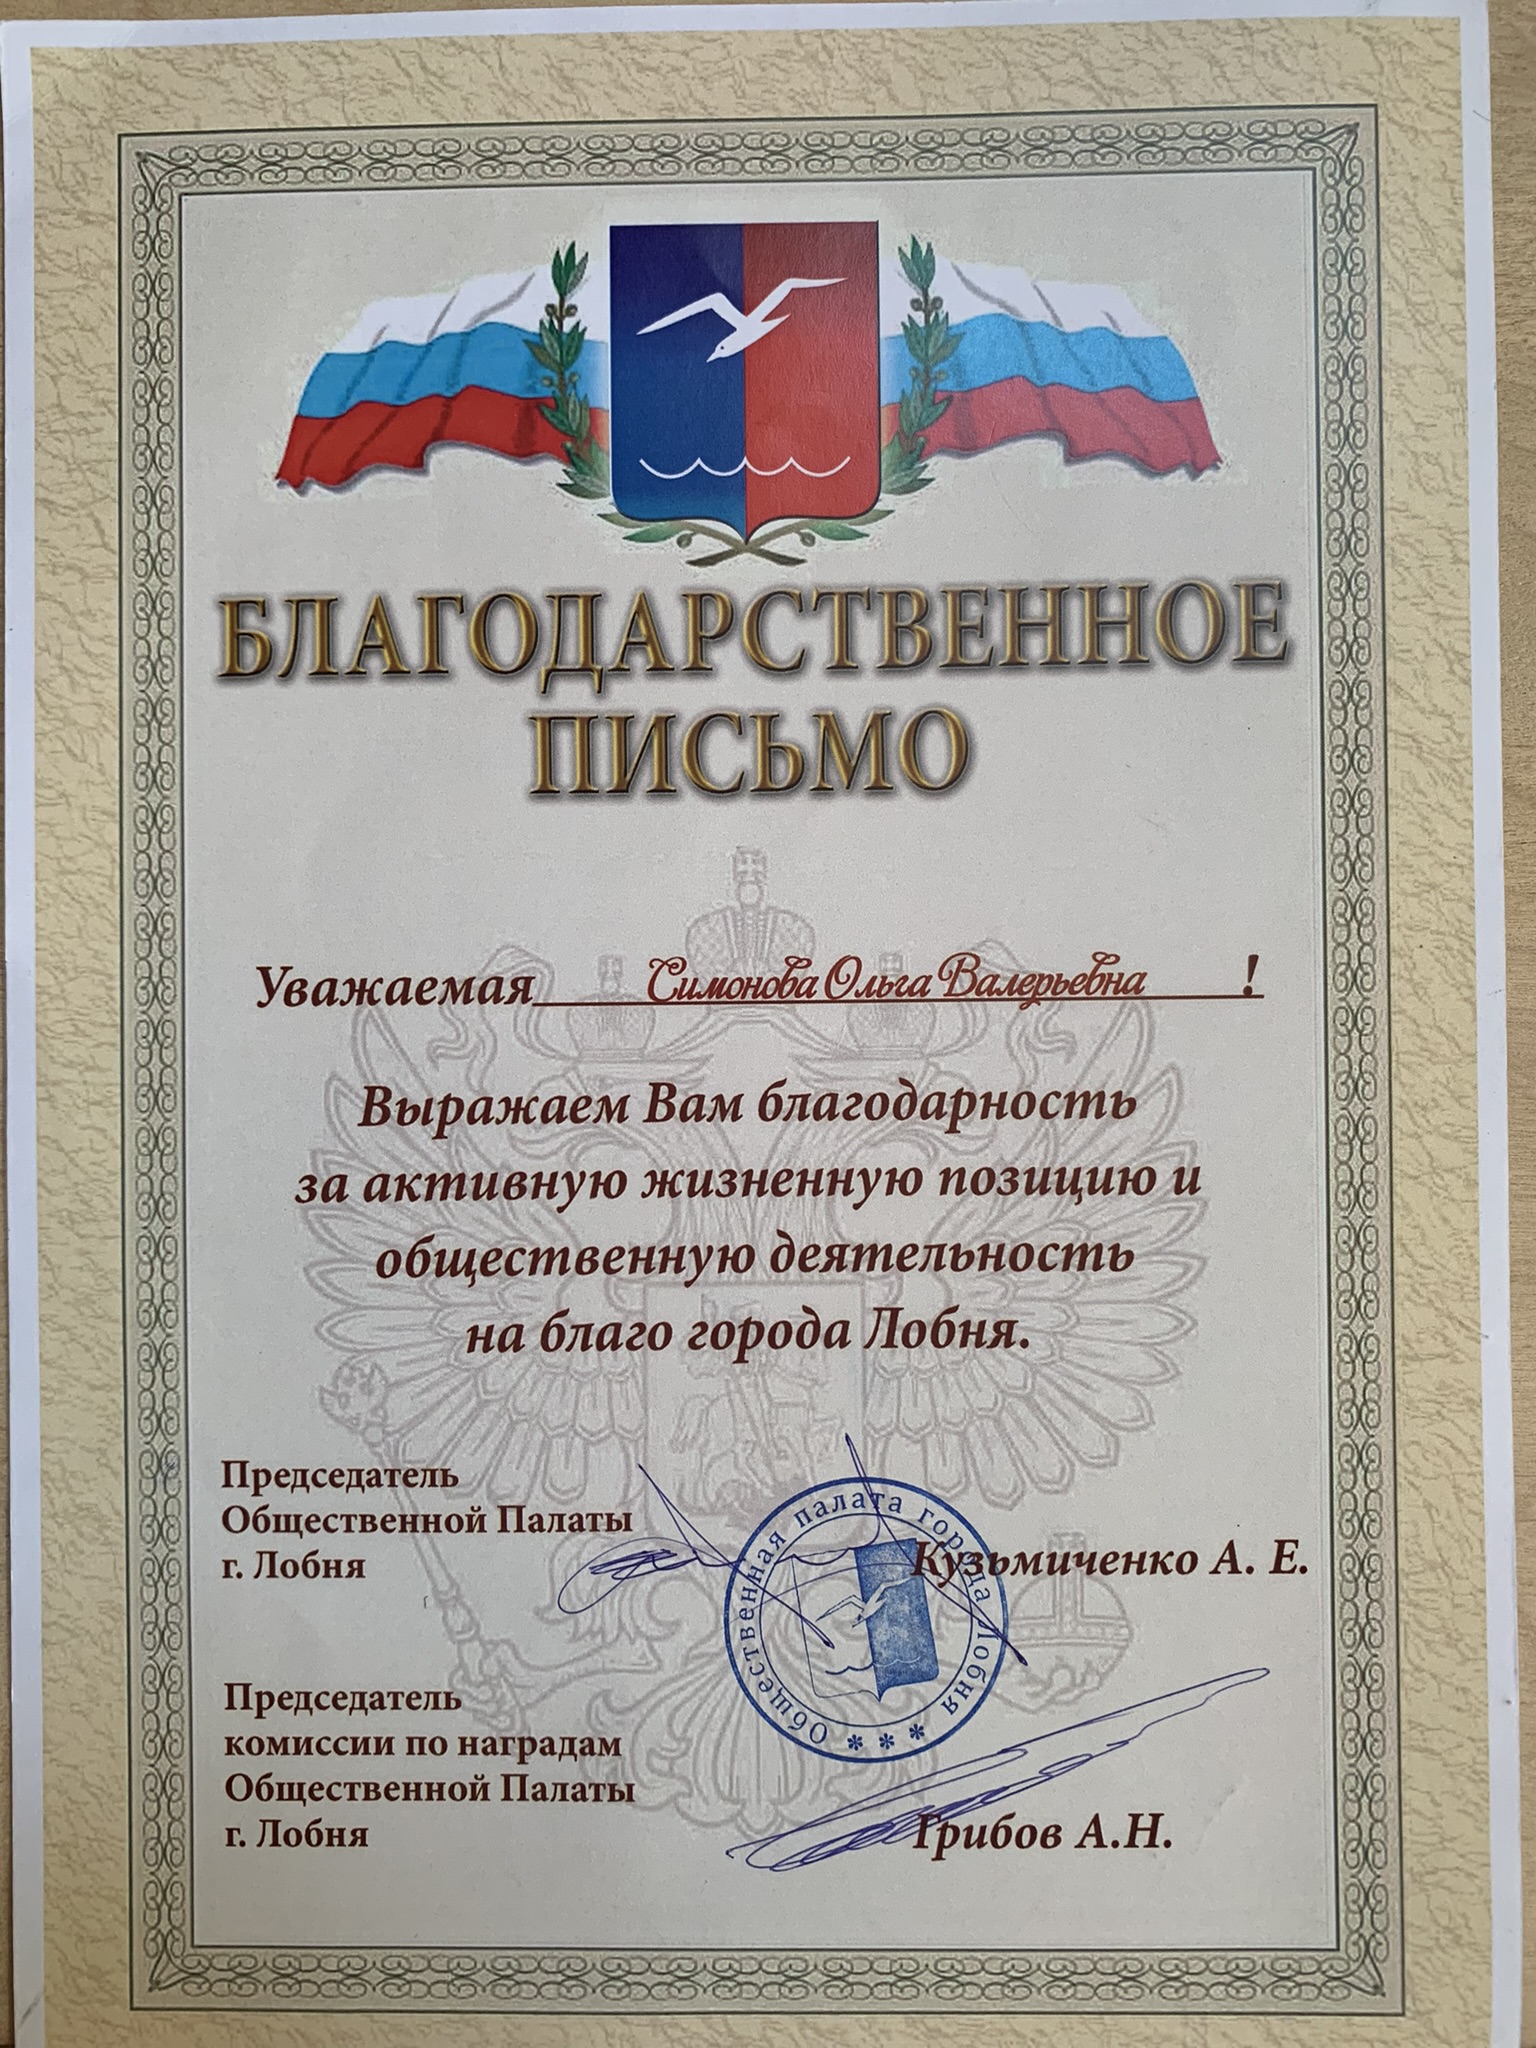 БЛАГОДАРСТВЕННОЕ
ПИСЬМО
Уважаемая Симонова Ольга Валерьевна !
Выражаем Вам благодарность
за активную жизненную позицию и
общественную деятельность
на благо города Лобня.
Председатель
Общественной Палаты
г. Лобня
Кузьмиченко А. Е.
Общественная палата города Лобня ***
Председатель
комиссии по наградам
Общественной Палаты
г. Лобня
Грибов А.Н.